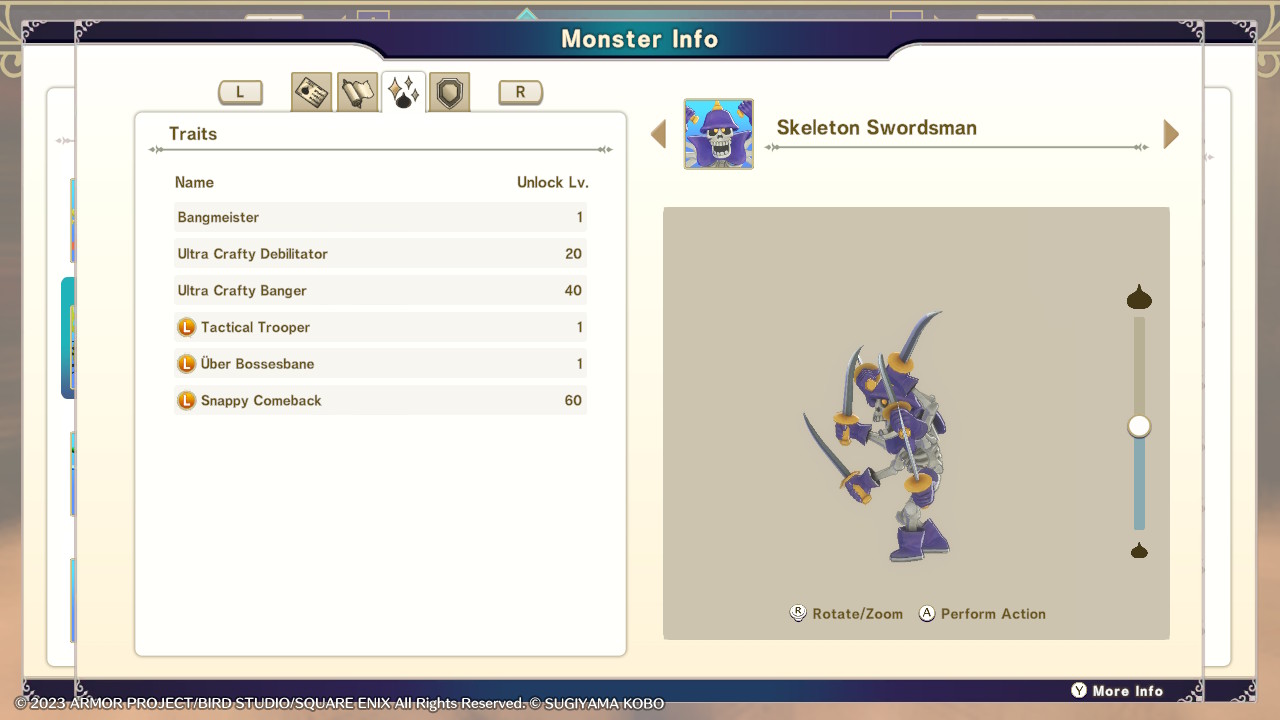 Monster Info
L
R
Traits
Name Unlock Lv.
Bangmeister 1
Ultra Crafty Debilitator 20
Ultra Crafty Banger 40
L Tactical Trooper 1
L Über Bossesbane 1
L Snappy Comeback 60
Skeleton Swordsman
R Rotate/Zoom A Perform Action
Y More Info
© 2023 ARMOR PROJECT/BIRD STUDIO/SQUARE ENIX All Rights Reserved. © SUGIYAMA KOBO